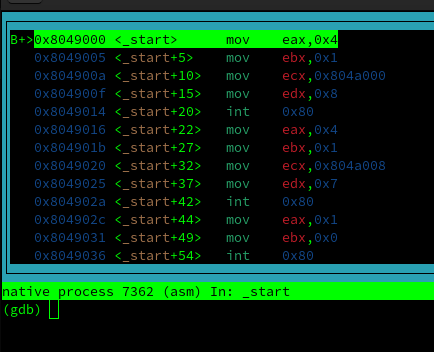 B+>0x8049000 <_start>      mov    eax,0x4
0x8049005 <_start+5>    mov    ebx,0x1
0x804900a <_start+10>   mov    ecx,0x804a000
0x804900f <_start+15>   mov    edx,0x8
0x8049014 <_start+20>   int    0x80
0x8049016 <_start+22>   mov    eax,0x4
0x804901b <_start+27>   mov    ebx,0x1
0x8049020 <_start+32>   mov    ecx,0x804a008
0x8049025 <_start+37>   mov    edx,0x7
0x804902a <_start+42>   int    0x80
0x804902c <_start+44>   mov    eax,0x1
0x8049031 <_start+49>   mov    ebx,0x0
0x8049036 <_start+54>   int    0x80
native process 7362 (asm) In: _start
(gdb)